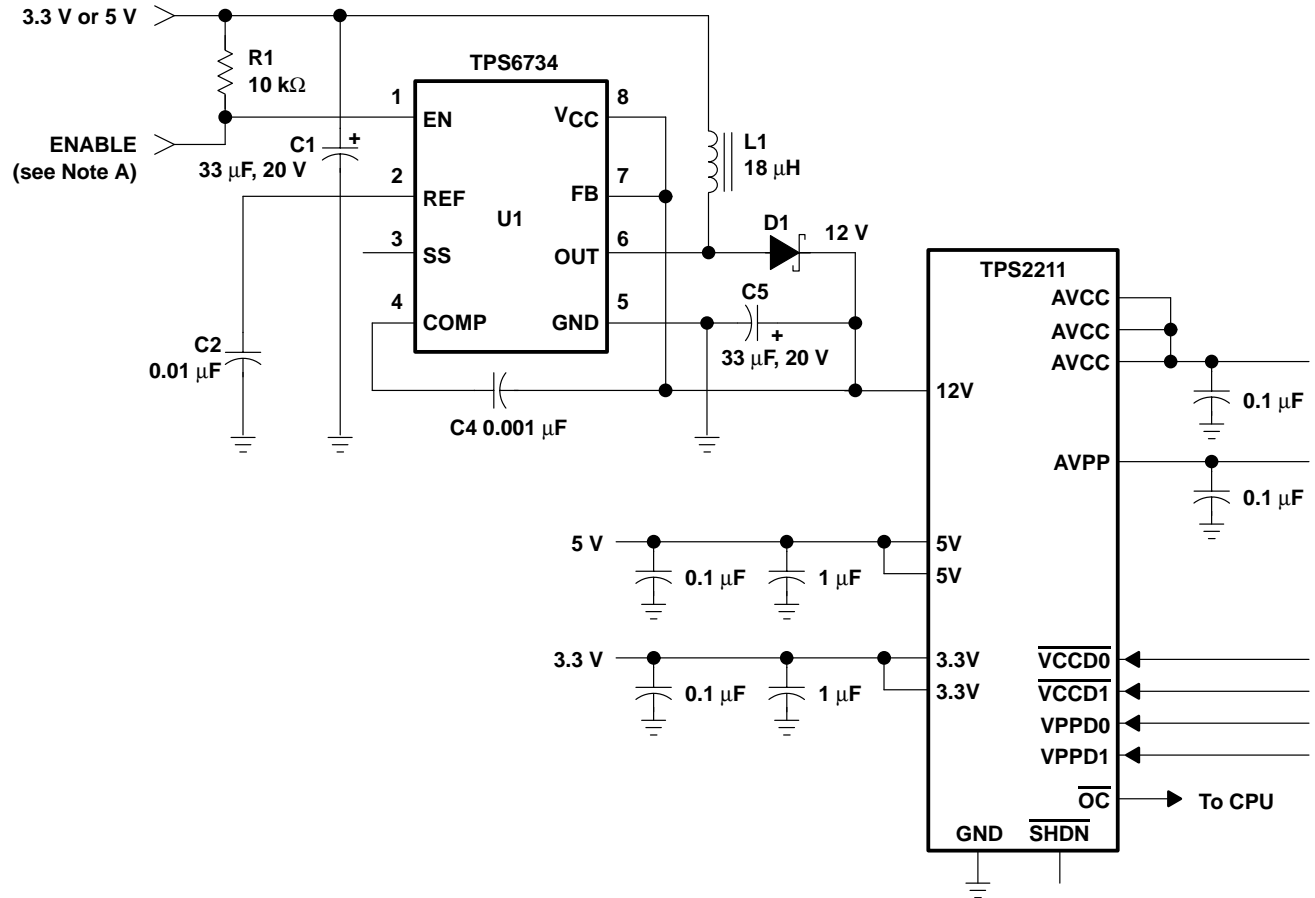 3.3 V or 5 V
R1
10 kΩ
ENABLE
(see Note A)
C1
+
33 μF, 20 V
TPS6734
1
EN
2
REF
3
SS
4
COMP
U1
8
VCC
7
FB
6
OUT
5
GND
L1
18 μH
D1
12 V
C5
+
33 μF, 20 V
C2
0.01 μF
C4 0.001 μF
TPS2211
AVCC
AVCC
AVCC
0.1 μF
12V
AVPP
0.1 μF
5 V
5V
5V
0.1 μF
1 μF
3.3 V
3.3V
3.3V
0.1 μF
1 μF
VCCD0
VCCD1
VPPD0
VPPD1
OC
To CPU
GND
SHDN